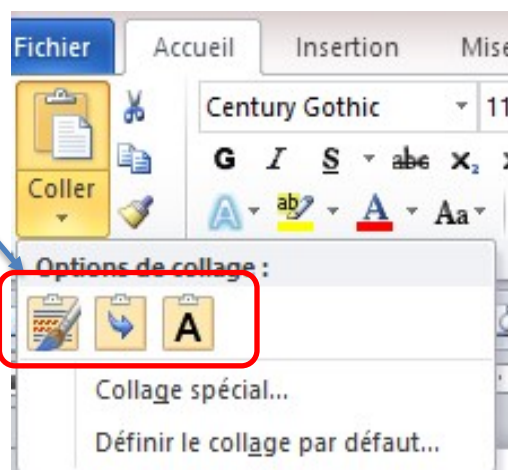 Fichier Accueil Insertion Mise
Century Gothic 11
G I S abc x₂
Coller
ab A Aa
Options de collage :
A
Collage spécial...
Définir le collage par défaut...